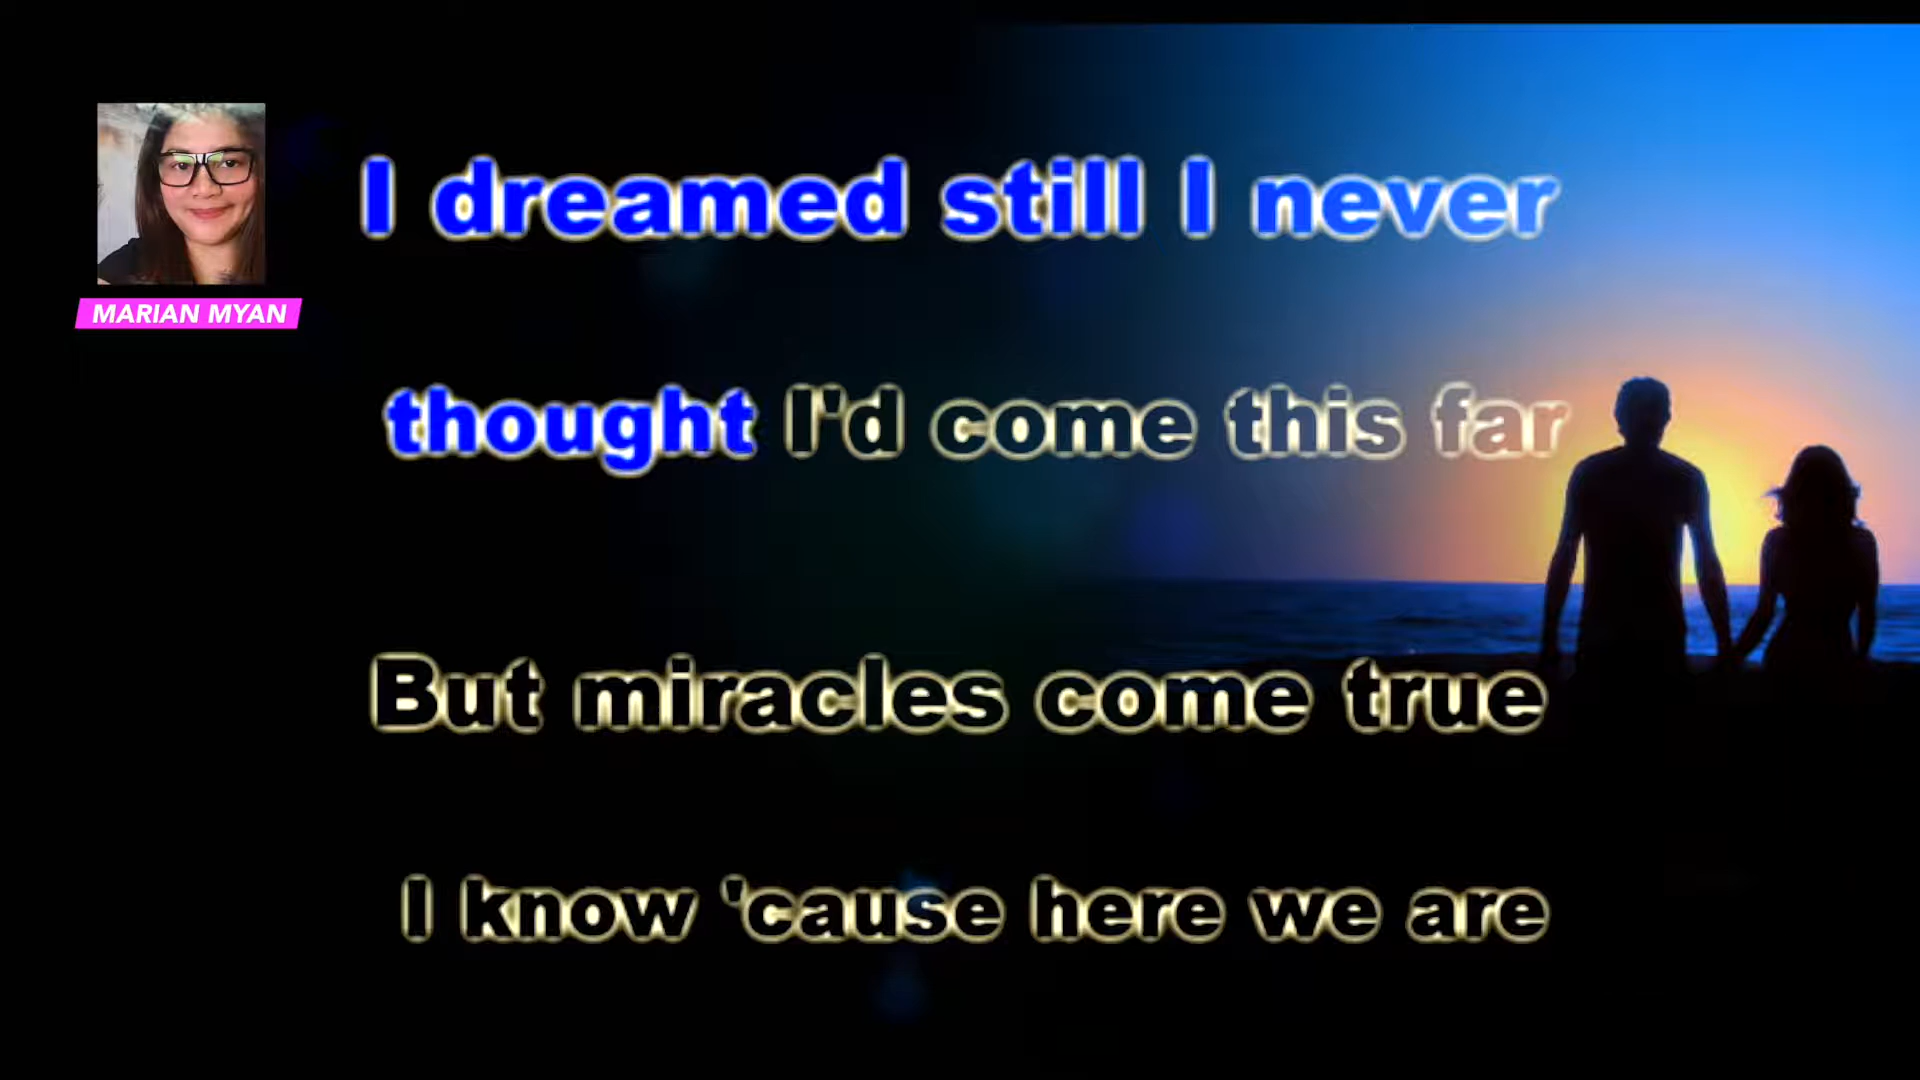 I dreamed still I never
MARIAN MYAN
thought I'd come this far
But miracles come true
I know 'cause here we are